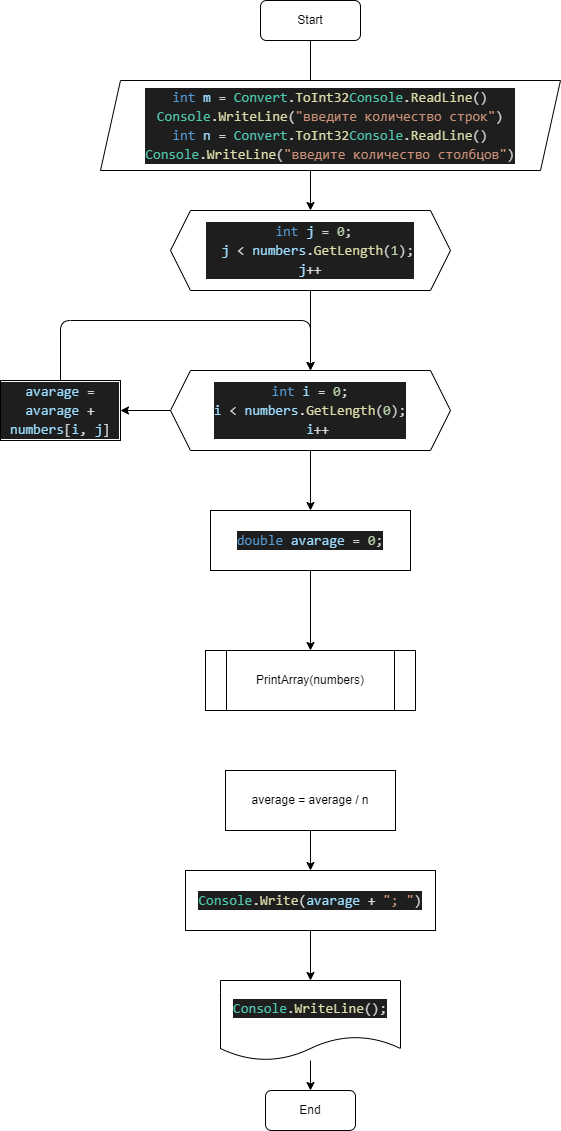 Start
int m = Convert.ToInt32Console.ReadLine()
Console.WriteLine("введите количество строк")
int n = Convert.ToInt32Console.ReadLine()
Console.WriteLine("введите количество столбцов")
int j = 0;
j < numbers.GetLength(1);
j++
avarage =
avarage +
numbers[i, j]
int i = 0;
i < numbers.GetLength(0);
i++
double avarage = 0;
PrintArray(numbers)
average = average / n
Console.Write(avarage + "; ")
Console.WriteLine();
End